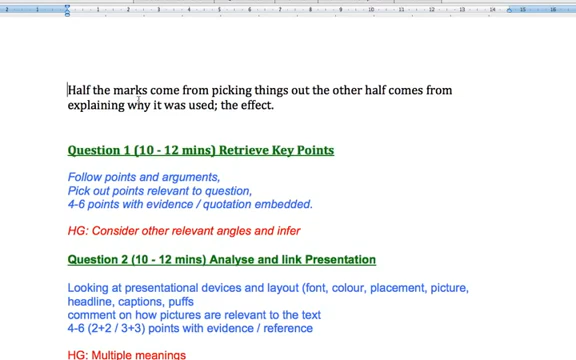 Half the marks come from picking things out the other half comes from
explaining why it was used; the effect.
Question 1 (10 - 12 mins) Retrieve Key Points
Follow points and arguments,
Pick out points relevant to question,
4-6 points with evidence / quotation embedded.
HG: Consider other relevant angles and infer
Question 2 (10 - 12 mins) Analyse and link Presentation
Looking at presentational devices and layout (font, colour, placement, picture,
headline, captions, puffs
comment on how pictures are relevant to the text
4-6 (2+2 / 3+3) points with evidence / reference
HG: Multiple meanings